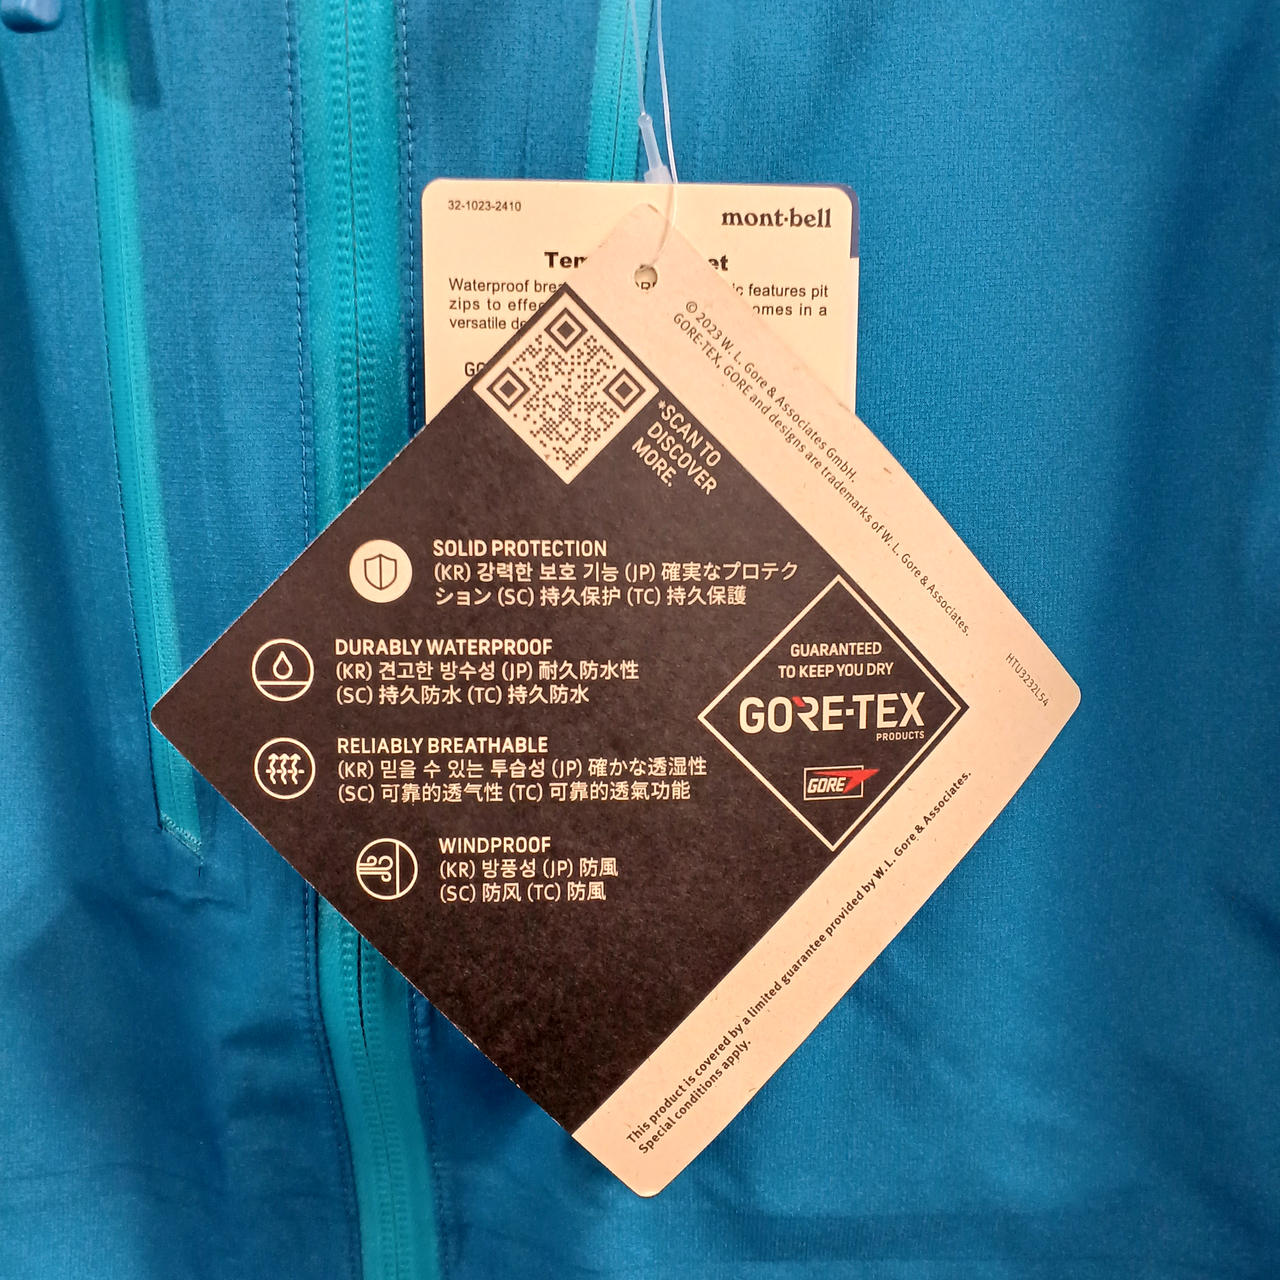 32-1023-2410
mont·bell
Waterproof
features pit
zips to
comes in a
versatile
© 2023 W. L. Gore & Associates GmbH.
GORE-TEX, GORE and designs are trademarks of W. L. Gore & Associates.
*SCAN TO
DISCOVER
MORE.
SOLID PROTECTION
(KR) 강력한 보호 기능 (JP) 確実なプロテク
ション (SC) 持久保护 (TC) 持久保護
DURABLY WATERPROOF
(KR) 견고한 방수성 (JP) 耐久防水性
(SC) 持久防水 (TC) 持久防水
RELIABLY BREATHABLE
(KR) 믿을 수 있는 투습성 (JP) 確かな透湿性
(SC) 可靠的透气性 (TC) 可靠的透氣功能
WINDPROOF
(KR) 방풍성 (JP) 防風
(SC) 防风 (TC) 防風
GUARANTEED
TO KEEP YOU DRY
GORE-TEX
PRODUCTS
GORE
HTU3232L54
This product is covered by a limited guarantee provided by W. L. Gore & Associates.
Special conditions apply.